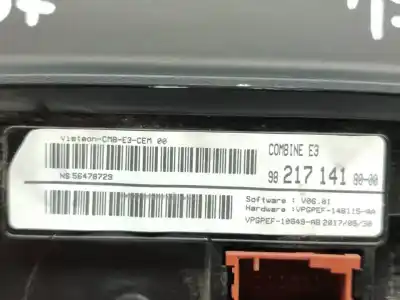 Visteon-CMB-E3-CEM 00
COMBINE E3
NS 56478729
98 217 141 80-00
Software : V06.01
Hardware :VPGPEF-14B115-AA
VPGPEF-10849-AB 2017/05/30